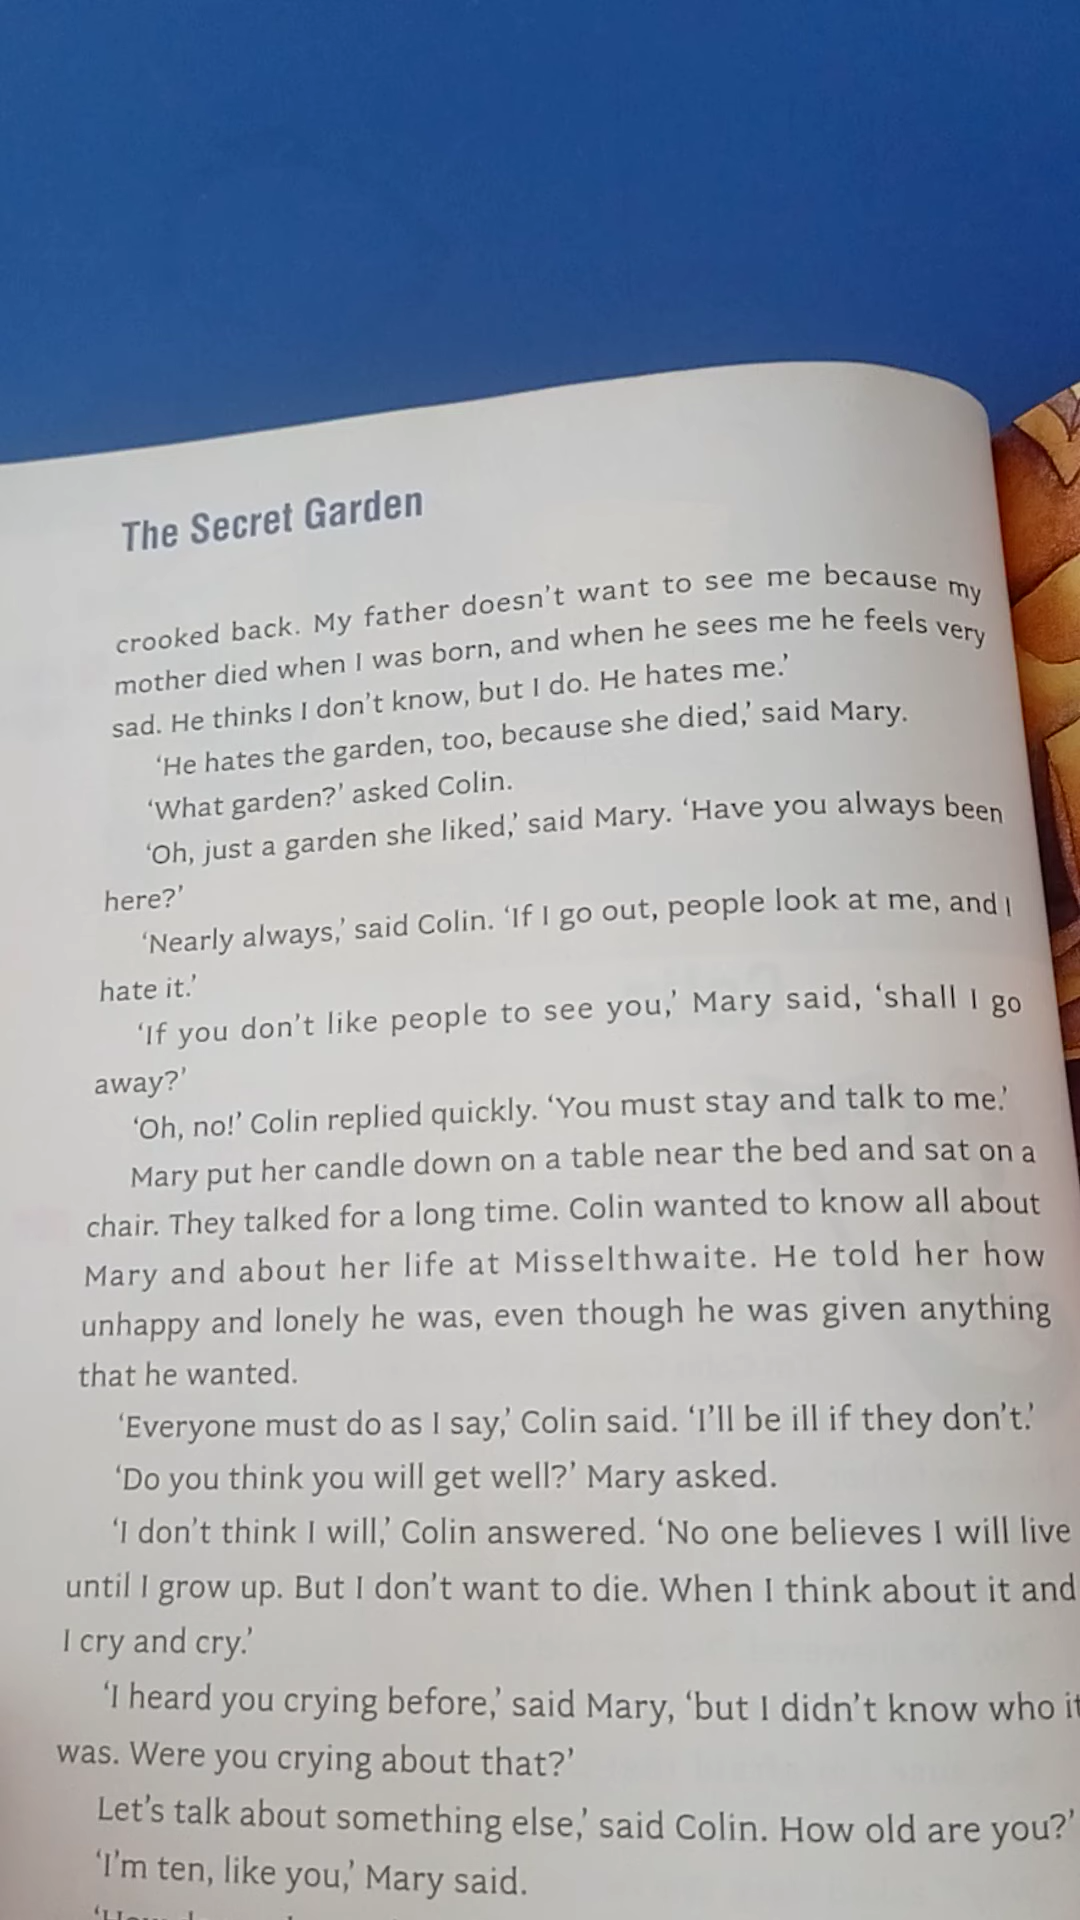 The Secret Garden
crooked back. My father doesn't want to see me because my
mother died when I was born, and when he sees me he feels very
sad. He thinks I don't know, but I do. He hates me.'
‘He hates the garden, too, because she died,’ said Mary.
‘What garden?’ asked Colin.
‘Oh, just a garden she liked,’ said Mary. ‘Have you always been
here?’
‘Nearly always,’ said Colin. ‘If I go out, people look at me, and I
hate it.’
‘If you don’t like people to see you,’ Mary said, ‘shall I go
away?’
‘Oh, no!’ Colin replied quickly. ‘You must stay and talk to me.’
Mary put her candle down on a table near the bed and sat on a
chair. They talked for a long time. Colin wanted to know all about
Mary and about her life at Misselthwaite. He told her how
unhappy and lonely he was, even though he was given anything
that he wanted.
‘Everyone must do as I say,’ Colin said. ‘I’ll be ill if they don’t.’
‘Do you think you will get well?’ Mary asked.
‘I don’t think I will,’ Colin answered. ‘No one believes I will live
until I grow up. But I don’t want to die. When I think about it and
I cry and cry.’
‘I heard you crying before,’ said Mary, ‘but I didn’t know who it
was. Were you crying about that?’
Let’s talk about something else,’ said Colin. How old are you?’
‘I’m ten, like you,’ Mary said.